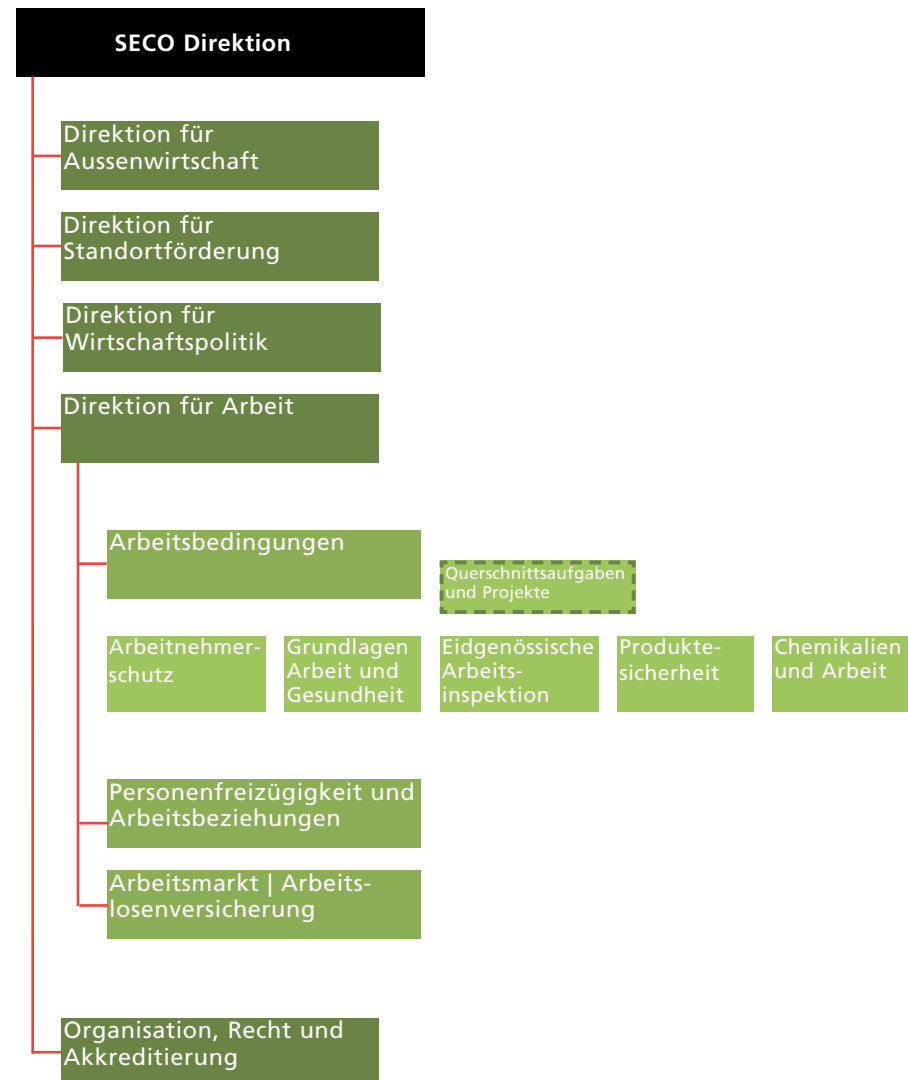 SECO Direktion
Direktion für
Aussenwirtschaft
Direktion für
Standortförderung
Direktion für
Wirtschaftspolitik
Direktion für Arbeit
Arbeitsbedingungen
Querschnittsaufgaben
und Projekte
Arbeitnehmer-
schutz
Grundlagen
Arbeit und
Gesundheit
Eidgenössische
Arbeits-
inspektion
Produkte-
sicherheit
Chemikalien
und Arbeit
Personenfreizügigkeit und
Arbeitsbeziehungen
Arbeitsmarkt | Arbeits-
losenversicherung
Organisation, Recht und
Akkreditierung